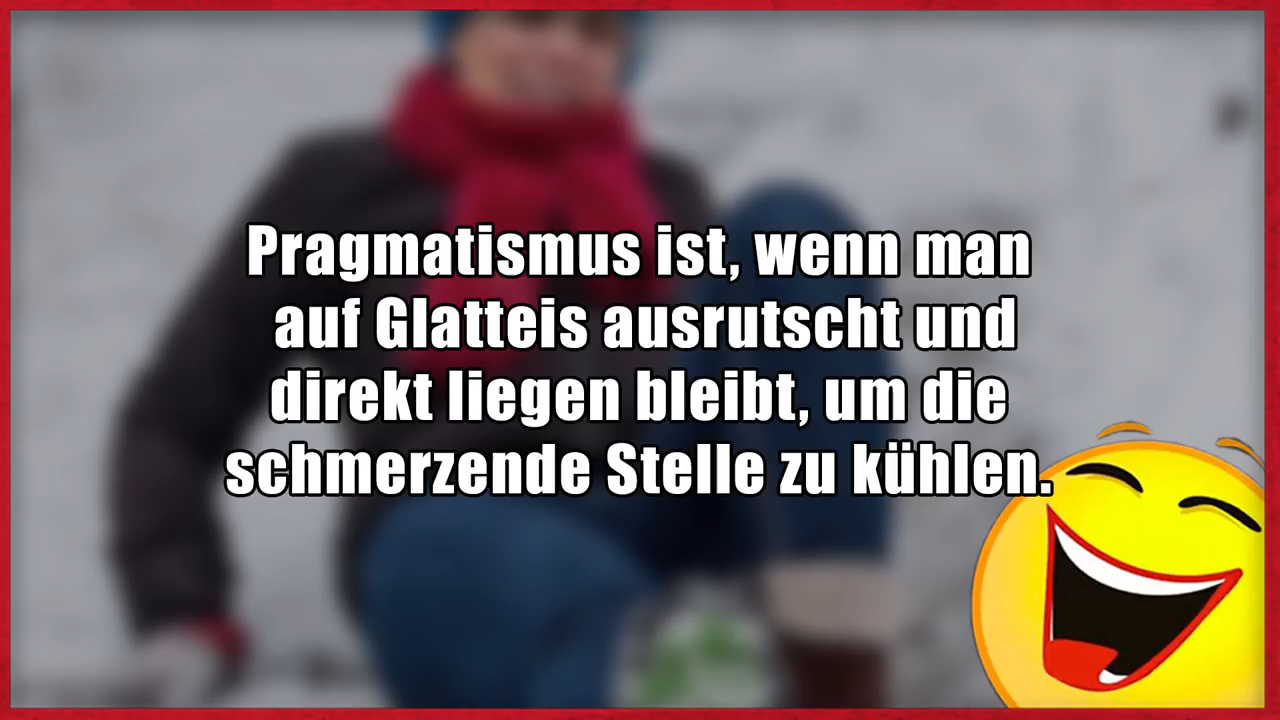 Pragmatismus ist, wenn man
auf Glatteis ausrutscht und
direkt liegen bleibt, um die
schmerzende Stelle zu kühlen.